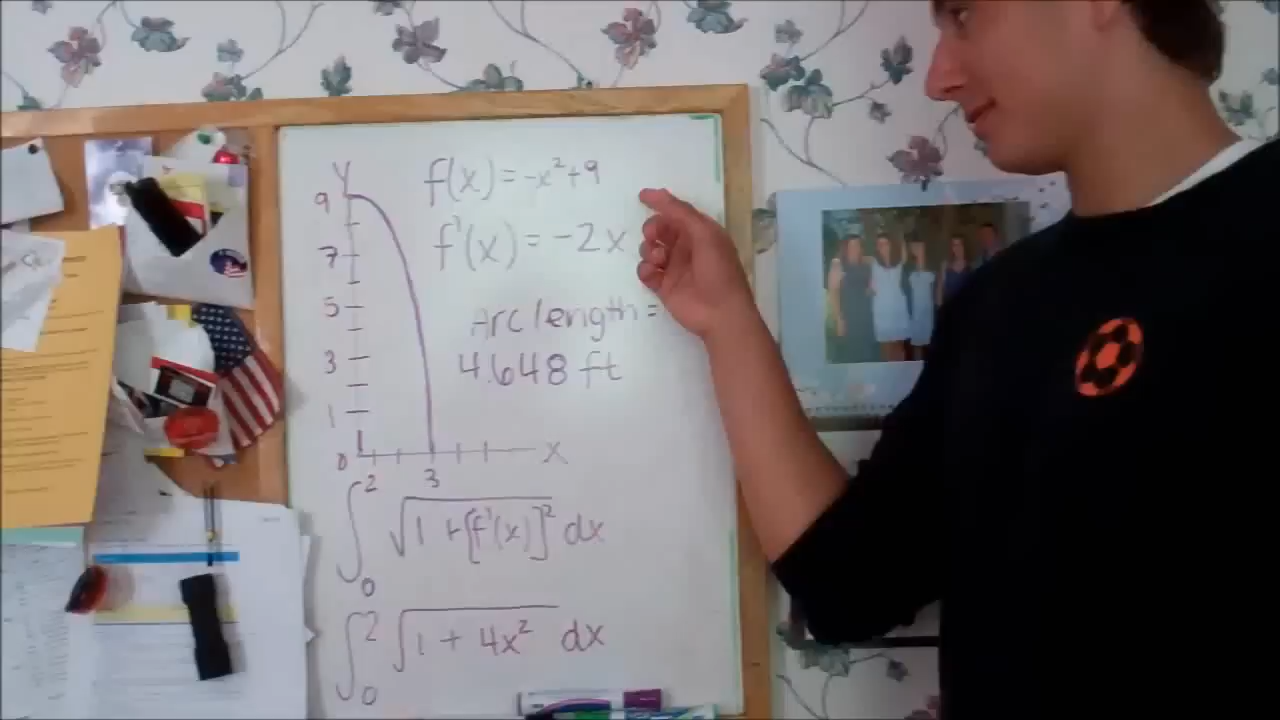 y
f(x) = -x²+9
9
f'(x) = -2x
7
5
Arc length =
3
4.648 ft
1
0
x
3
∫₀² √1 + [f'(x)]² dx
∫₀² √1 + 4x² dx